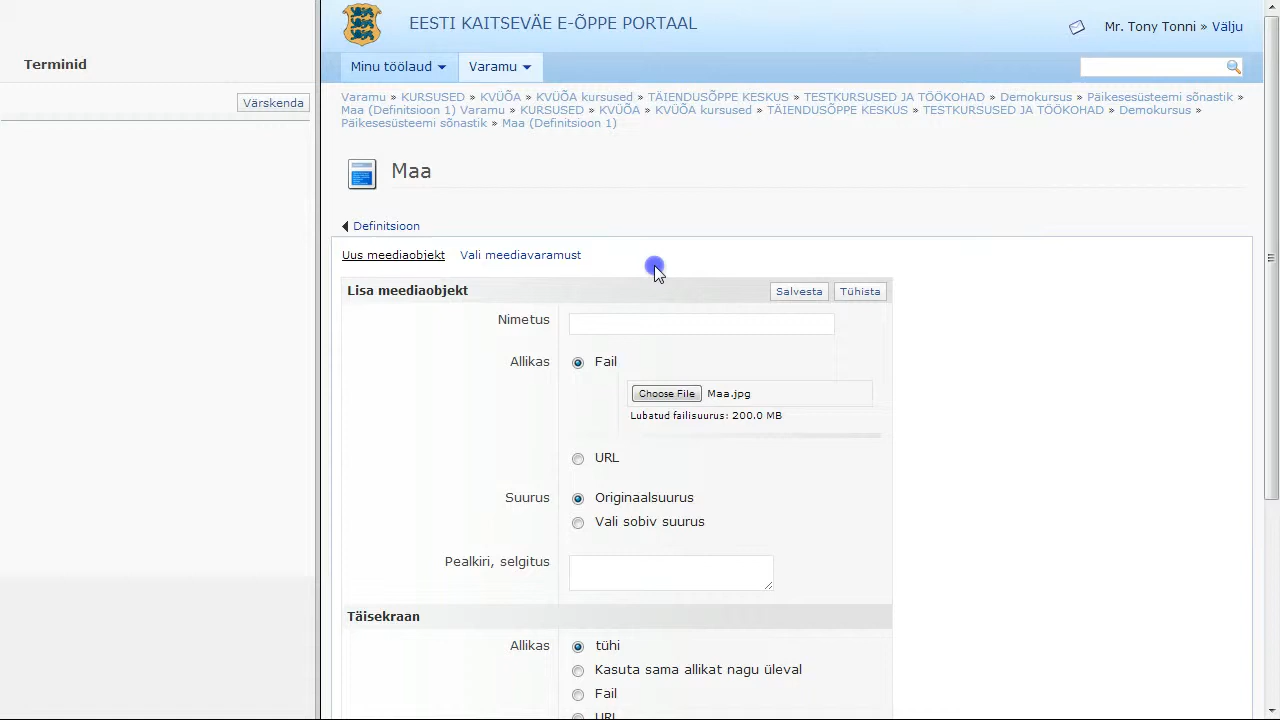 Terminid
Värskenda
EESTI KAITSEVÄE E-ÕPPE PORTAAL
Mr. Tony Tonni » Välju
Minu töölaud
Varamu
Varamu » KURSUSED » KVÜÕA » KVÜÕA kursused » TÄIENDUSÕPPE KESKUS » TESTKURSUSED JA TÖÖKOHAD » Demokursus » Päikesesüsteemi sõnastik »
Maa (Definitsioon 1) Varamu » KURSUSED » KVÜÕA » KVÜÕA kursused » TÄIENDUSÕPPE KESKUS » TESTKURSUSED JA TÖÖKOHAD » Demokursus »
Päikesesüsteemi sõnastik » Maa (Definitsioon 1)
Maa
Definitsioon
Uus meediaobjekt
Vali meediavaramust
Lisa meediaobjekt
Salvesta
Tühista
Nimetus
Allikas
Fail
Choose File
Maa.jpg
Lubatud failisuurus: 200.0 MB
URL
Suurus
Originaalsuurus
Vali sobiv suurus
Pealkiri, selgitus
Täisekraan
Allikas
tühi
Kasuta sama allikat nagu üleval
Fail
URL